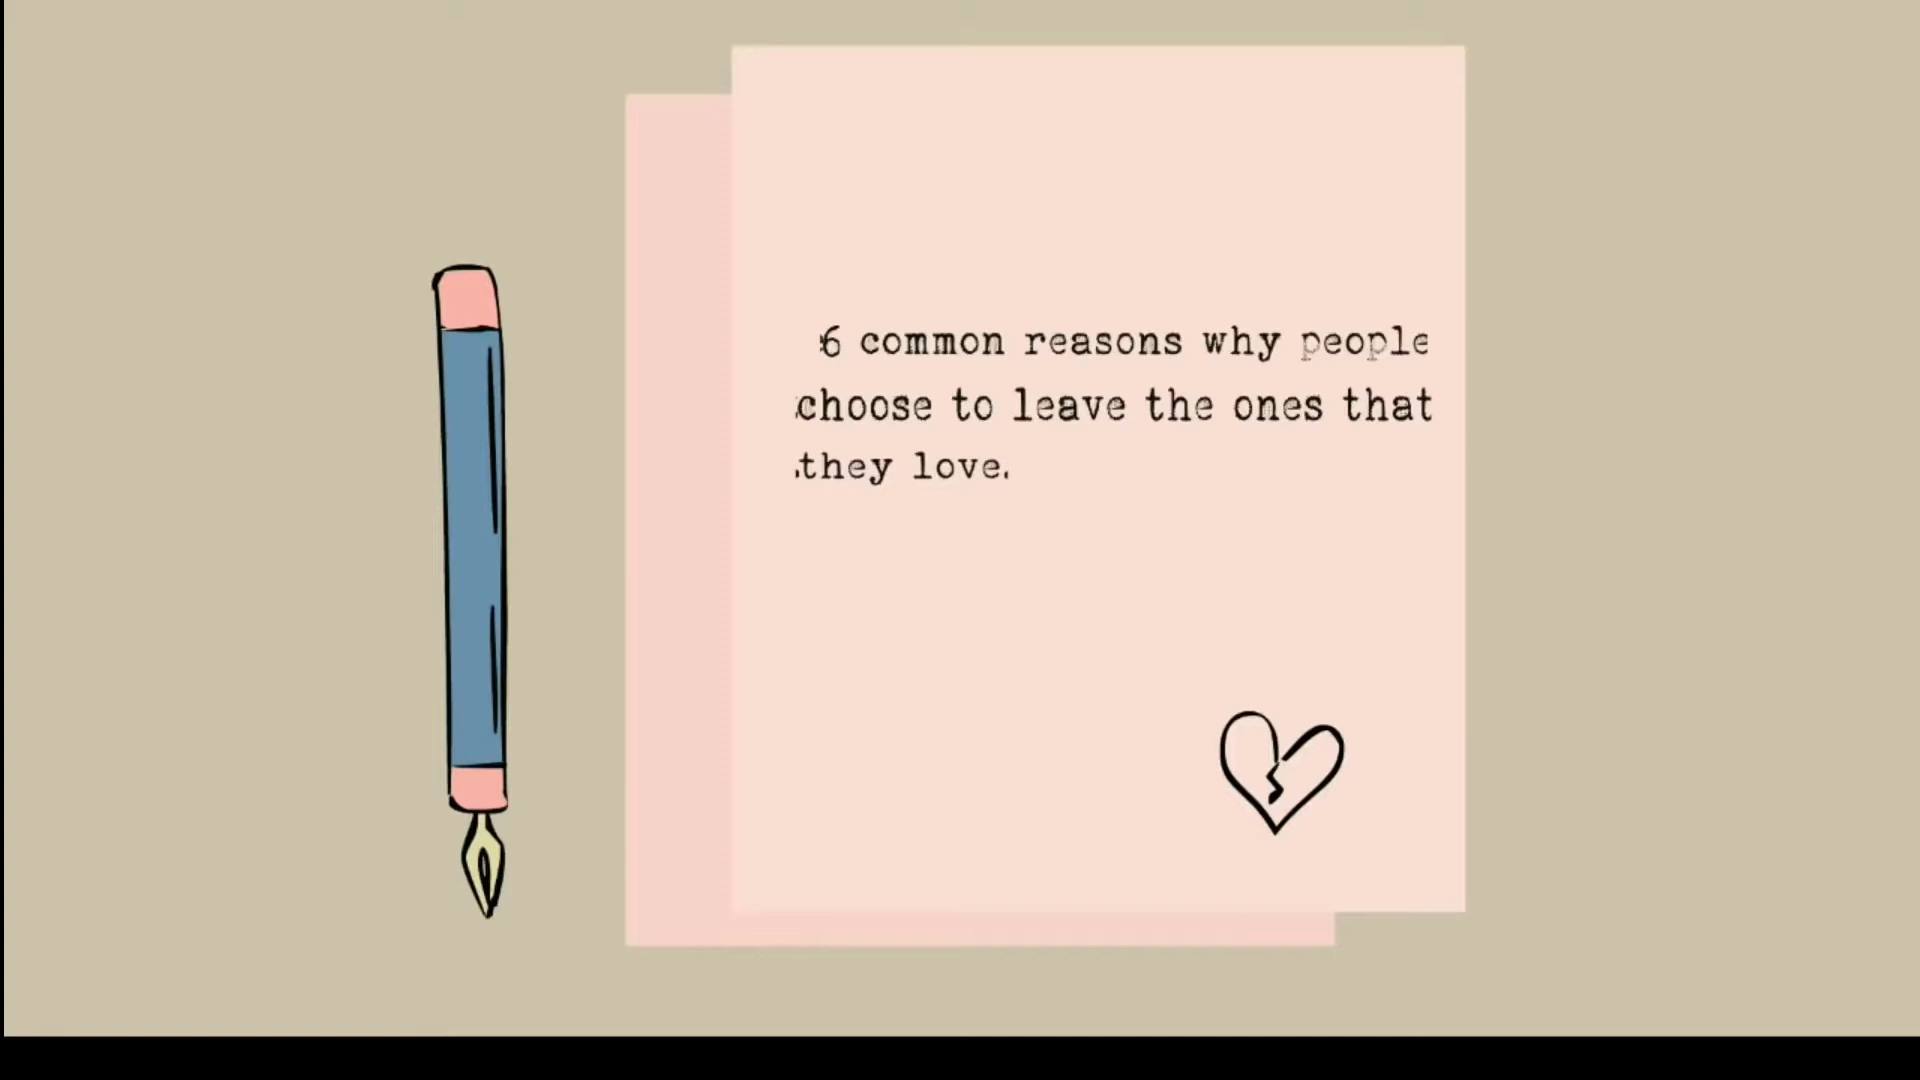 6 common reasons why people
choose to leave the ones that
they love.